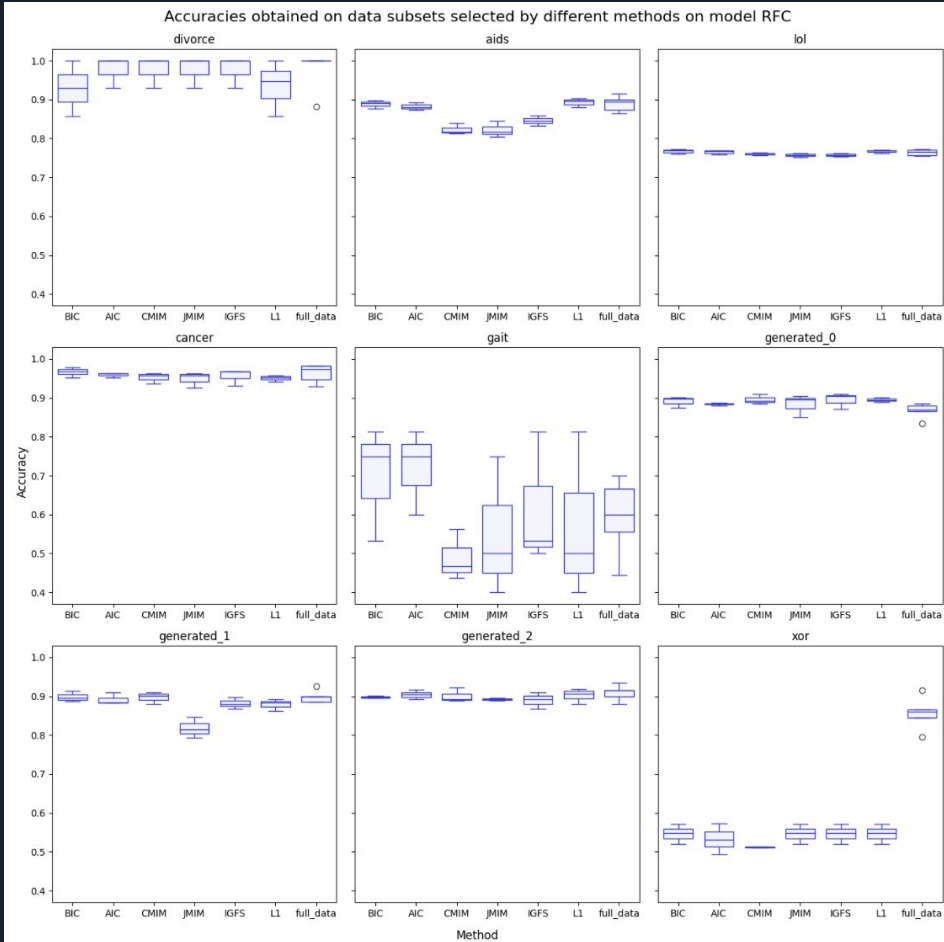 Accuracies obtained on data subsets selected by different methods on model RFC
divorce
aids
lol
1.0
0.9
0.8
0.7
0.6
0.5
0.4
BIC AIC CMIM JMIM IGFS L1 full_data
BIC AIC CMIM JMIM IGFS L1 full_data
BIC AIC CMIM JMIM IGFS L1 full_data
cancer
gait
generated_0
Accuracy
1.0
0.9
0.8
0.7
0.6
0.5
0.4
BIC AIC CMIM JMIM IGFS L1 full_data
BIC AIC CMIM JMIM IGFS L1 full_data
BIC AIC CMIM JMIM IGFS L1 full_data
generated_1
generated_2
xor
1.0
0.9
0.8
0.7
0.6
0.5
0.4
BIC AIC CMIM JMIM IGFS L1 full_data
BIC AIC CMIM JMIM IGFS L1 full_data
BIC AIC CMIM JMIM IGFS L1 full_data
Method